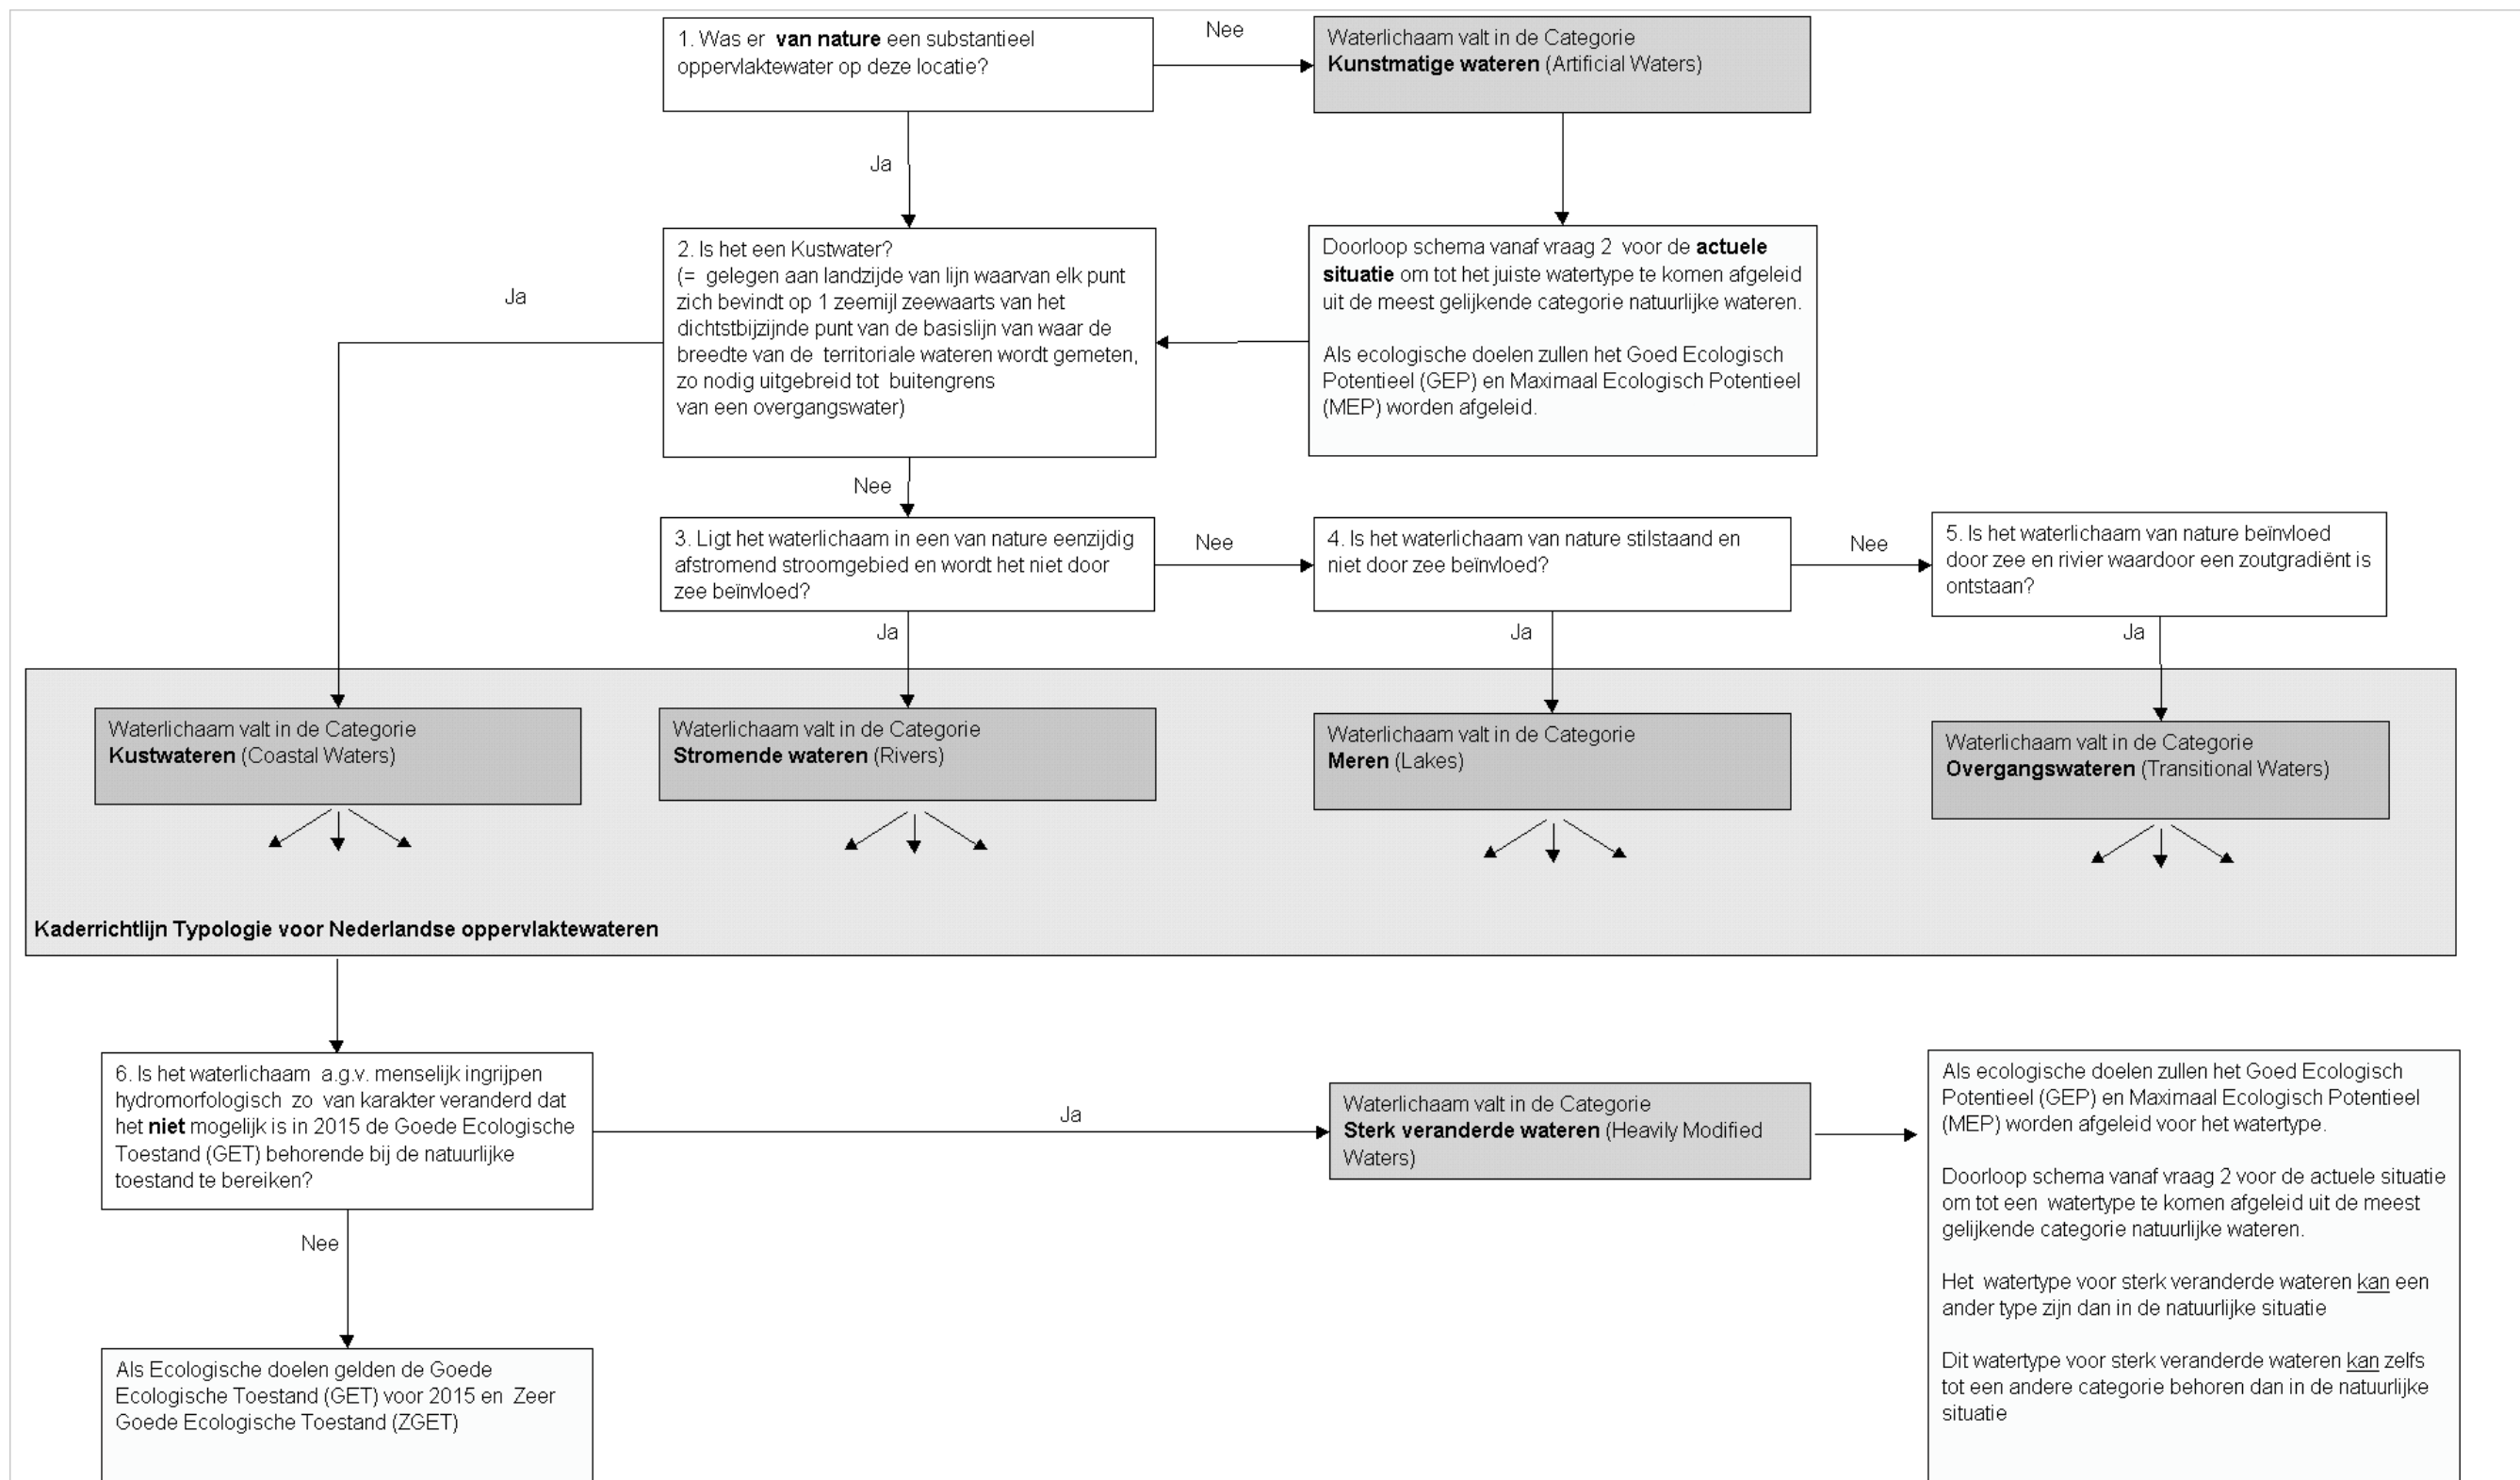 1. Was er van nature een substantieel
oppervlaktewater op deze locatie?
Nee
Waterlichaam valt in de Categorie
Kunstmatige wateren (Artificial Waters)
Ja
2. Is het een Kustwater?
(= gelegen aan landzijde van lijn waarvan elk punt
zich bevindt op 1 zeemijl zeewaarts van het
dichtstbijzijnde punt van de basislijn van waar de
breedte van de territoriale wateren wordt gemeten,
zo nodig uitgebreid tot buitengrens
van een overgangswater)
Doorloop schema vanaf vraag 2 voor de actuele
situatie om tot het juiste watertype te komen afgeleid
uit de meest gelijkende categorie natuurlijke wateren.
Als ecologische doelen zullen het Goed Ecologisch
Potentieel (GEP) en Maximaal Ecologisch Potentieel
(MEP) worden afgeleid.
Ja
Nee
3. Ligt het waterlichaam in een van nature eenzijdig
afstromend stroomgebied en wordt het niet door
zee beïnvloed?
Nee
4. Is het waterlichaam van nature stilstaand en
niet door zee beïnvloed?
Nee
5. Is het waterlichaam van nature beïnvloed
door zee en rivier waardoor een zoutgradiënt is
ontstaan?
Ja
Ja
Ja
Waterlichaam valt in de Categorie
Kustwateren (Coastal Waters)
Waterlichaam valt in de Categorie
Stromende wateren (Rivers)
Waterlichaam valt in de Categorie
Meren (Lakes)
Waterlichaam valt in de Categorie
Overgangswateren (Transitional Waters)
Kaderrichtlijn Typologie voor Nederlandse oppervlaktewateren
6. Is het waterlichaam a.g.v. menselijk ingrijpen
hydromorfologisch zo van karakter veranderd dat
het niet mogelijk is in 2015 de Goede Ecologische
Toestand (GET) behorende bij de natuurlijke
toestand te bereiken?
Ja
Waterlichaam valt in de Categorie
Sterk veranderde wateren (Heavily Modified
Waters)
Als ecologische doelen zullen het Goed Ecologisch
Potentieel (GEP) en Maximaal Ecologisch Potentieel
(MEP) worden afgeleid voor het watertype.
Doorloop schema vanaf vraag 2 voor de actuele situatie
om tot een watertype te komen afgeleid uit de meest
gelijkende categorie natuurlijke wateren.
Het watertype voor sterk veranderde wateren kan een
ander type zijn dan in de natuurlijke situatie
Dit watertype voor sterk veranderde wateren kan zelfs
tot een andere categorie behoren dan in de natuurlijke
situatie
Nee
Als Ecologische doelen gelden de Goede
Ecologische Toestand (GET) voor 2015 en Zeer
Goede Ecologische Toestand (ZGET)